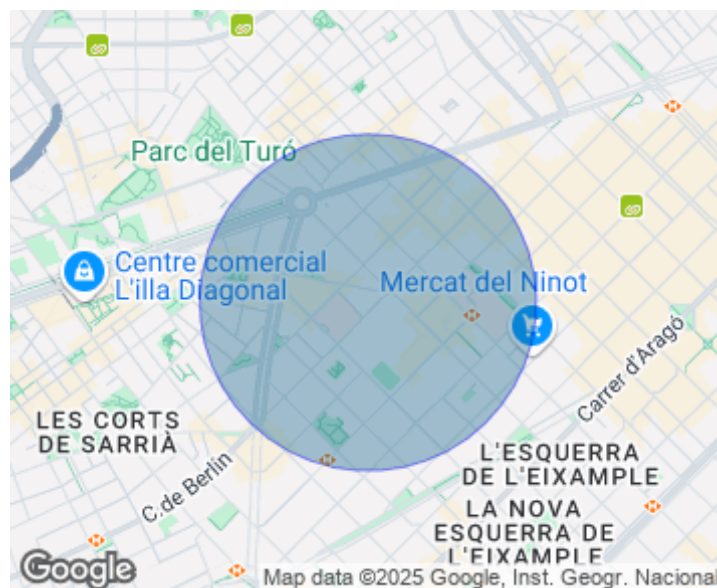 Parc del Turó
Centre comercial
L'illa Diagonal
Mercat del Ninot
Carrer d'Aragó
LES CORTS
DE SARRIÀ
C. de Berlin
L'ESQUERRA
DE L'EIXAMPLE
LA NOVA
ESQUERRA DE
L'EIXAMPLE
Google
Map data ©2025 Google, Inst. Geogr. Nacional